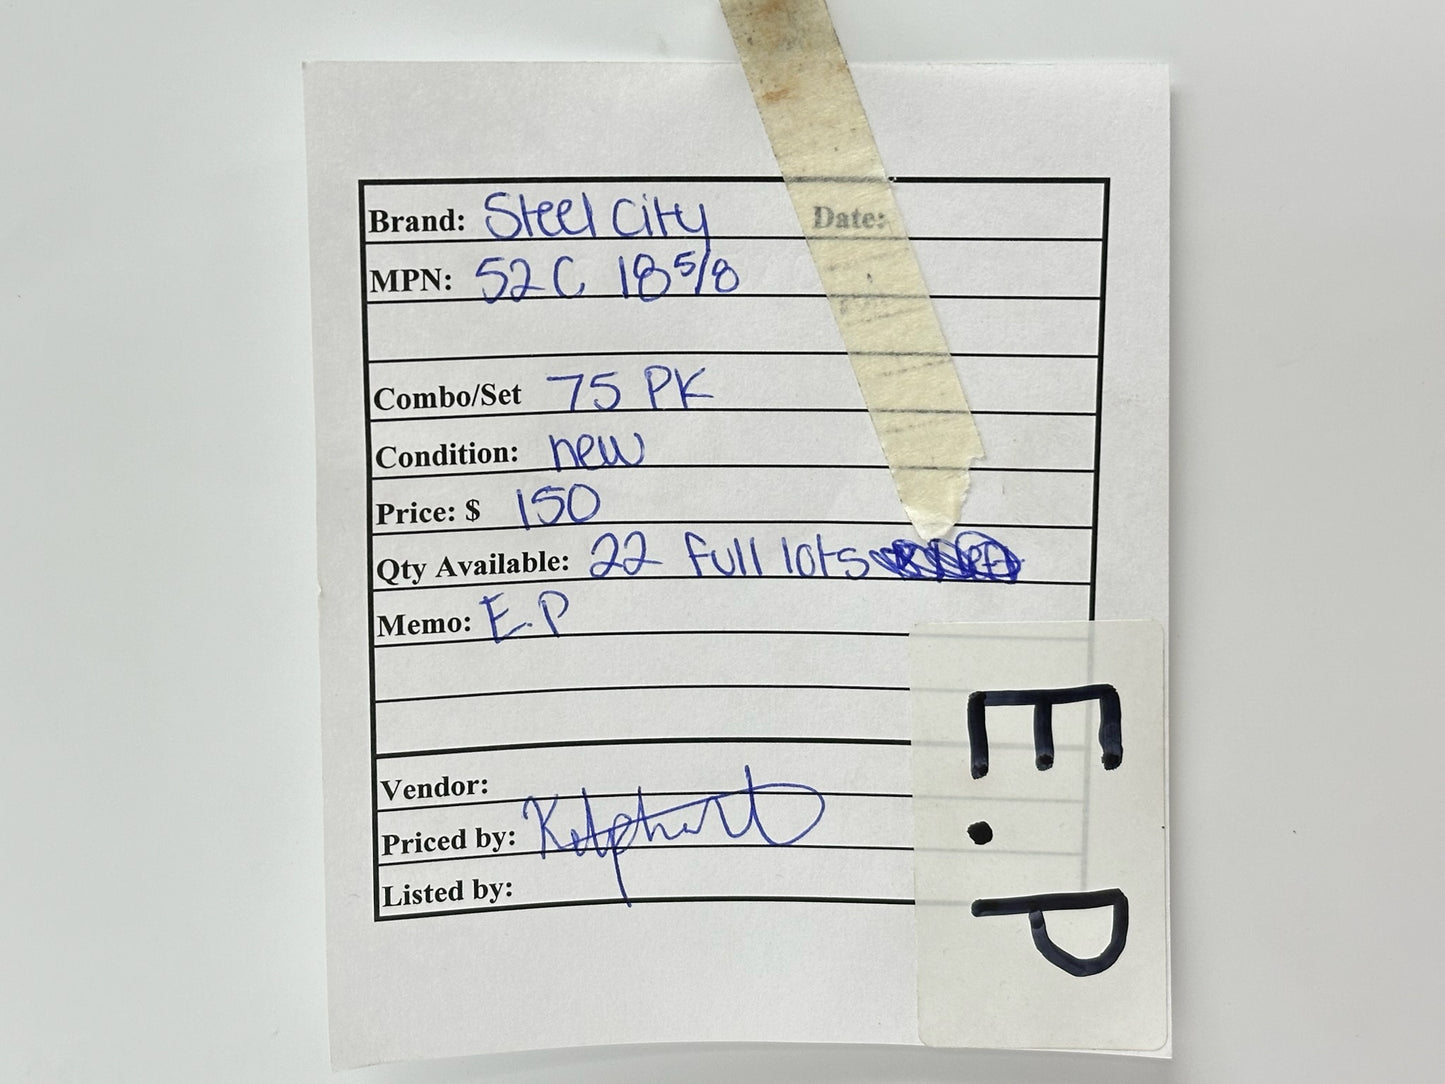 Brand: Steel City Date:
MPN: 52 C 18 5/8
Combo/Set 75 PK
Condition: new
Price: $ 150
Qty Available: 22 Full lots
Memo: E.P
Vendor:
Priced by:
Listed by:
E.P